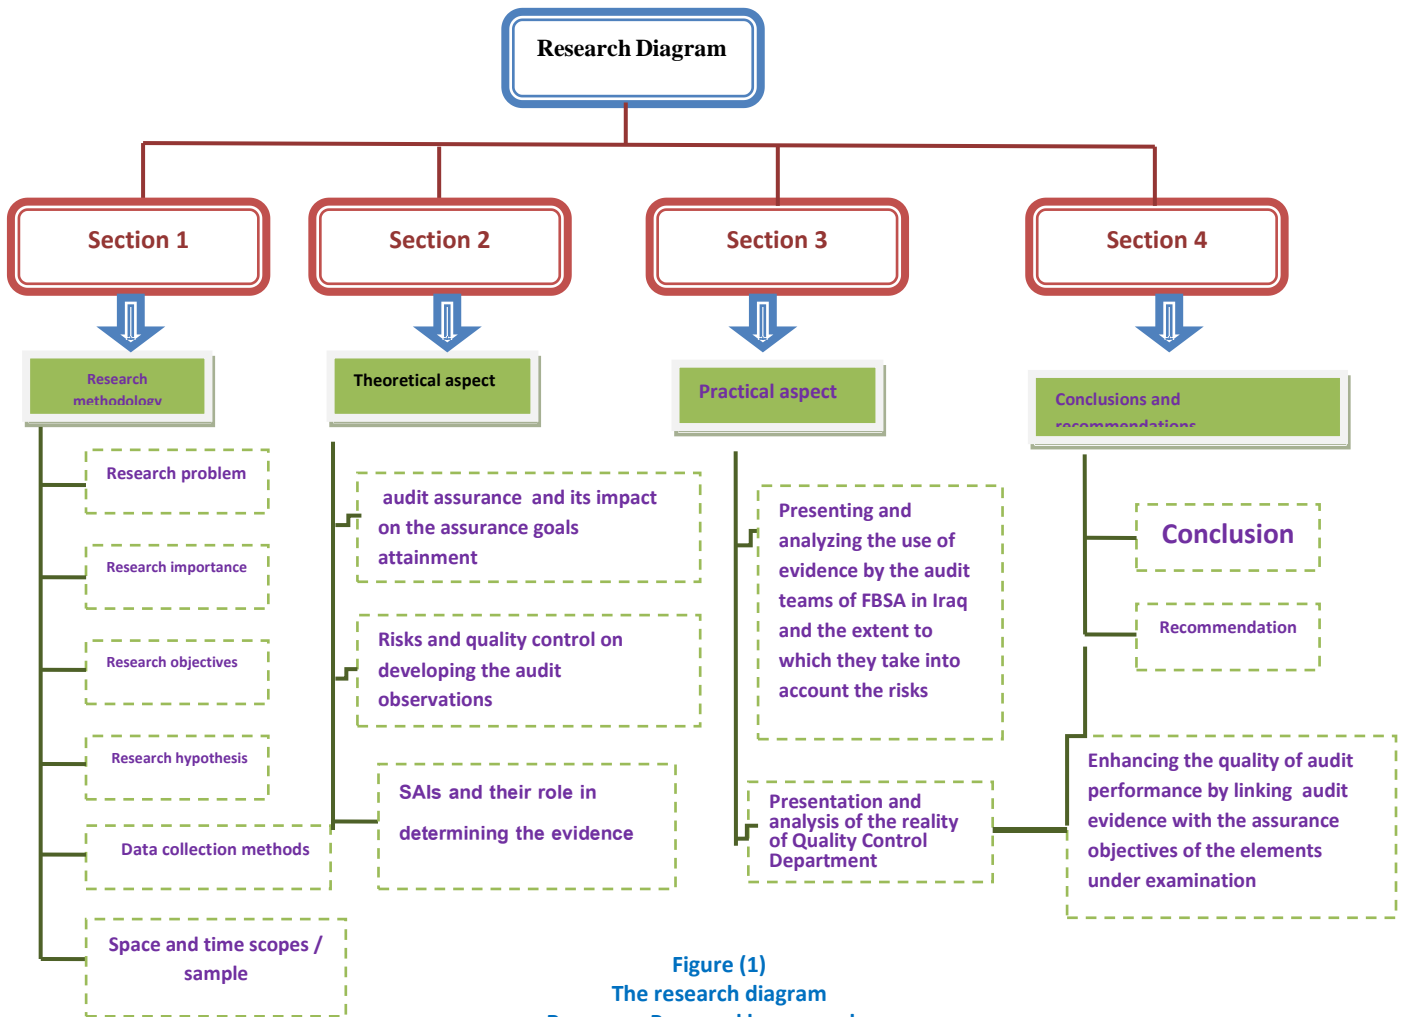 Research Diagram
Section 1
Section 2
Section 3
Section 4
Research
methodology
Research problem
Research importance
Research objectives
Research hypothesis
Data collection methods
Space and time scopes /
sample
Theoretical aspect
audit assurance and its impact
on the assurance goals
attainment
Risks and quality control on
developing the audit
observations
SAIs and their role in
determining the evidence
Practical aspect
Presenting and
analyzing the use of
evidence by the audit
teams of FBSA in Iraq
and the extent to
which they take into
account the risks
Presentation and
analysis of the reality
of Quality Control
Department
Conclusions and
recommendations
Conclusion
Recommendation
Enhancing the quality of audit
performance by linking audit
evidence with the assurance
objectives of the elements
under examination
Figure (1)
The research diagram